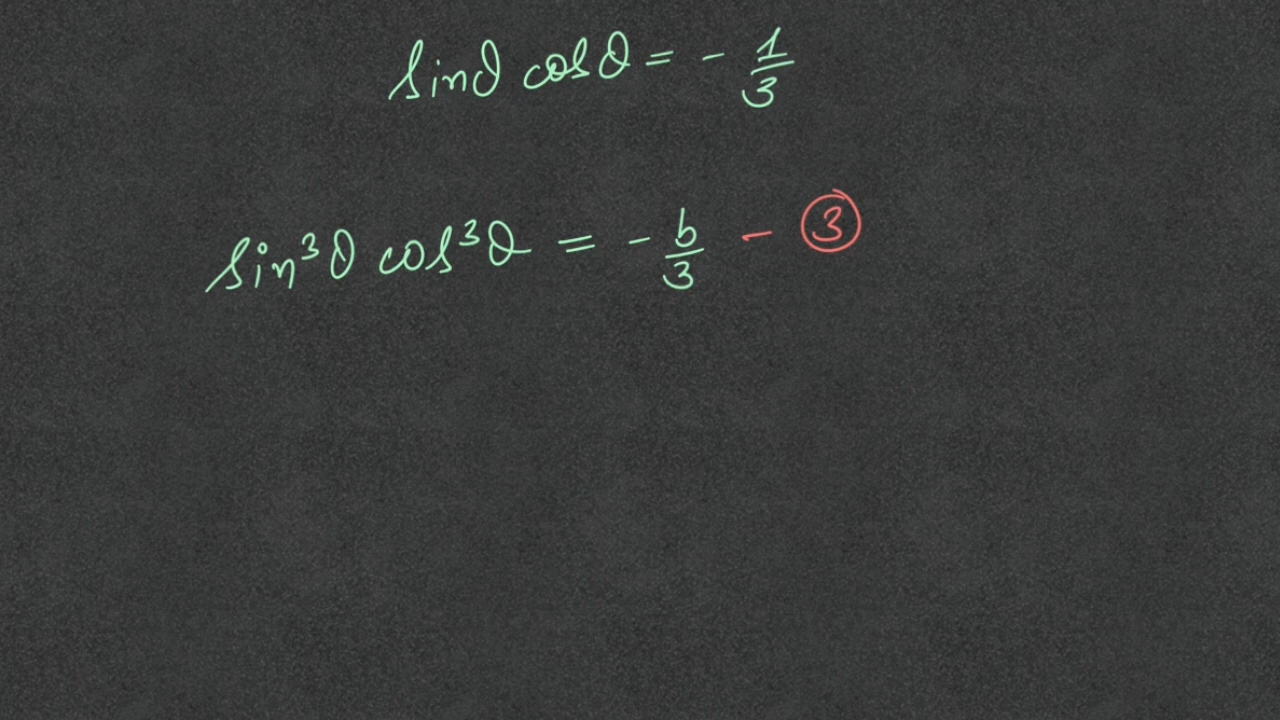 sinθ cosθ = - 1/3
sin³θ cos³θ = - b/3 - ③